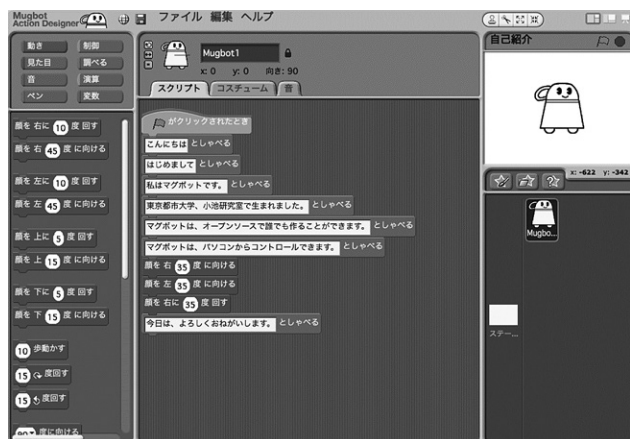 Mugbot
Action Designer
ファイル 編集 ヘルプ
動き 制御
見た目 調べる
音 演算
ペン 変数
顔を 右に 10 度 回す
顔を 右 45 度 に向ける
顔を 左に 10 度 回す
顔を 左 45 度 に向ける
顔を 上に 5 度 回す
顔を 上 15 度 に向ける
顔を 下に 5 度 回す
顔を 下 15 度 に向ける
10 歩動かす
15 度回す
15 度回す
90 度に向ける
Mugbot1
x: 0 y: 0 向き: 90
スクリプト コスチューム 音
がクリックされたとき
こんにちは としゃべる
はじめまして としゃべる
私はマグボットです。 としゃべる
東京都市大学、小池研究室で生まれました。 としゃべる
マグボットは、オープンソースで誰でも作ることができます。 としゃべる
マグボットは、パソコンからコントロールできます。 としゃべる
顔を 右 35 度 に向ける
顔を 左 35 度 に向ける
顔を 右に 35 度 回す
今日は、よろしくおねがいします。 としゃべる
自己紹介
x: -622 y: -342
Mugbo...
ステー...